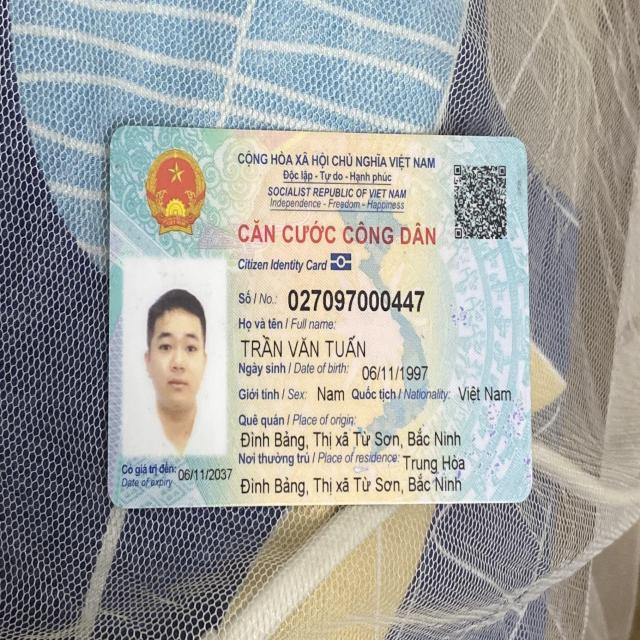 CỘNG HÒA XÃ HỘI CHỦ NGHĨA VIỆT NAM
Độc lập - Tự do - Hạnh phúc
SOCIALIST REPUBLIC OF VIET NAM
Independence - Freedom - Happiness
CĂN CƯỚC CÔNG DÂN
Citizen Identity Card
Số / No.: 027097000447
Họ và tên / Full name:
TRẦN VĂN TUẤN
Ngày sinh / Date of birth: 06/11/1997
Giới tính / Sex: Nam Quốc tịch / Nationality: Việt Nam
Quê quán / Place of origin:
Đình Bảng, Thị xã Từ Sơn, Bắc Ninh
Nơi thường trú / Place of residence: Trung Hòa
Đình Bảng, Thị xã Từ Sơn, Bắc Ninh
Có giá trị đến: 06/11/2037
Date of expiry